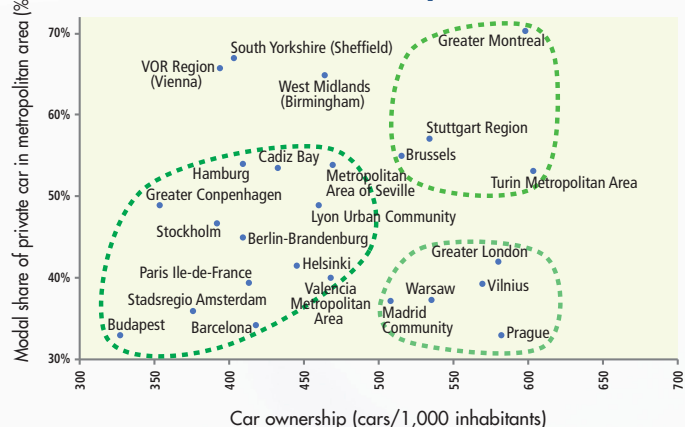 Modal share of private car in metropolitan area (%
70%
60%
50%
40%
30%
South Yorkshire (Sheffield)
Greater Montreal
VOR Region
(Vienna)
West Midlands
(Birmingham)
Stuttgart Region
Brussels
Cadiz Bay
Hamburg
Metropolitan
Area of Seville
Turin Metropolitan Area
Greater Conpenhagen
Lyon Urban Community
Stockholm
Berlin-Brandenburg
Greater London
Helsinki
Paris Ile-de-France
Valencia
Metropolitan
Area
Warsaw
Vilnius
Stadsregio Amsterdam
Madrid
Community
Budapest
Barcelona
Prague
300
350
400
450
500
550
600
650
700
Car ownership (cars/1,000 inhabitants)